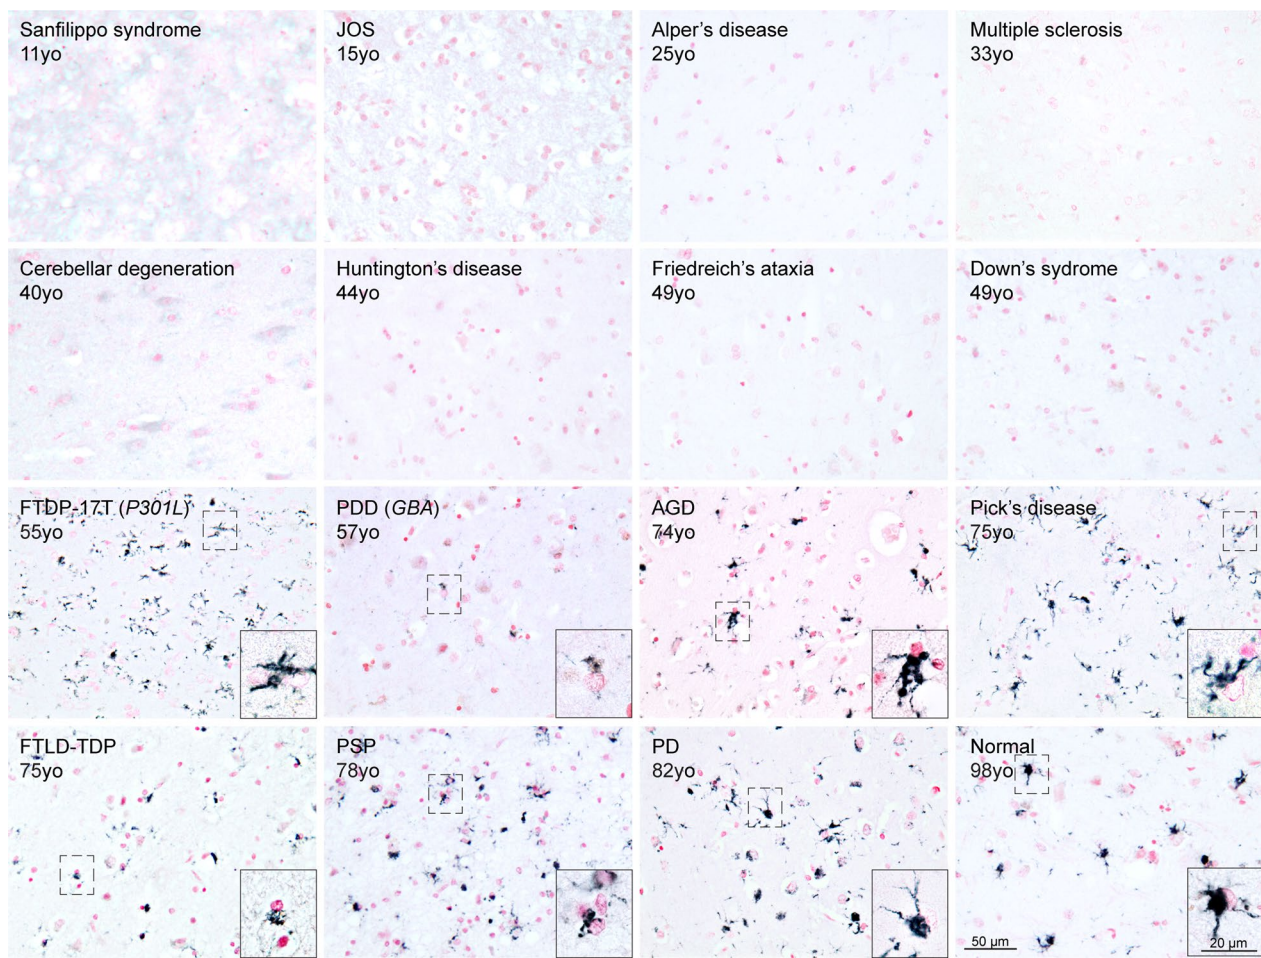 Sanfilippo syndrome
11yo
JOS
15yo
Alper's disease
25yo
Multiple sclerosis
33yo
Cerebellar degeneration
40yo
Huntington's disease
44yo
Friedreich's ataxia
49yo
Down's sydrome
49yo
FTDP-17T (P301L)
55yo
PDD (GBA)
57yo
AGD
74yo
Pick's disease
75yo
FTLD-TDP
75yo
PSP
78yo
PD
82yo
Normal
98yo
50 µm
20 µm